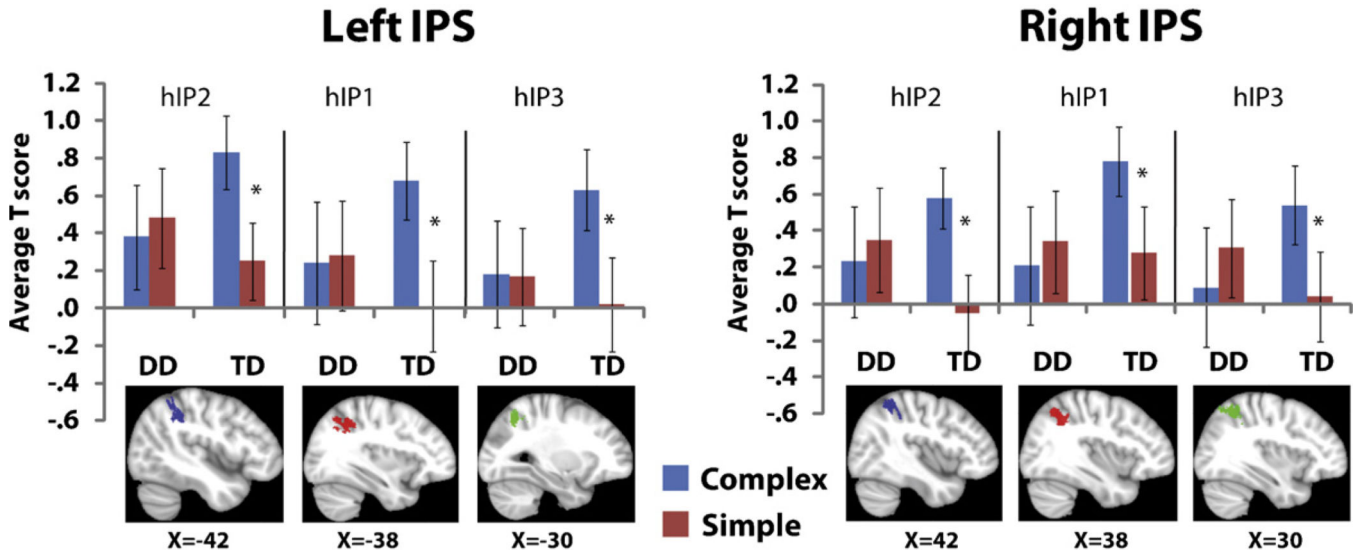 Left IPS
Right IPS
Average T score
1.2
1.0
.8
.6
.4
.2
.0
-.2
-.4
-.6
hIP2
hIP1
hIP3
*
*
*
DD
TD
DD
TD
DD
TD
X=-42
X=-38
X=-30
Complex
Simple
Average T score
1.2
1.0
.8
.6
.4
.2
.0
-.2
-.4
-.6
hIP2
hIP1
hIP3
*
*
*
DD
TD
DD
TD
DD
TD
X=42
X=38
X=30